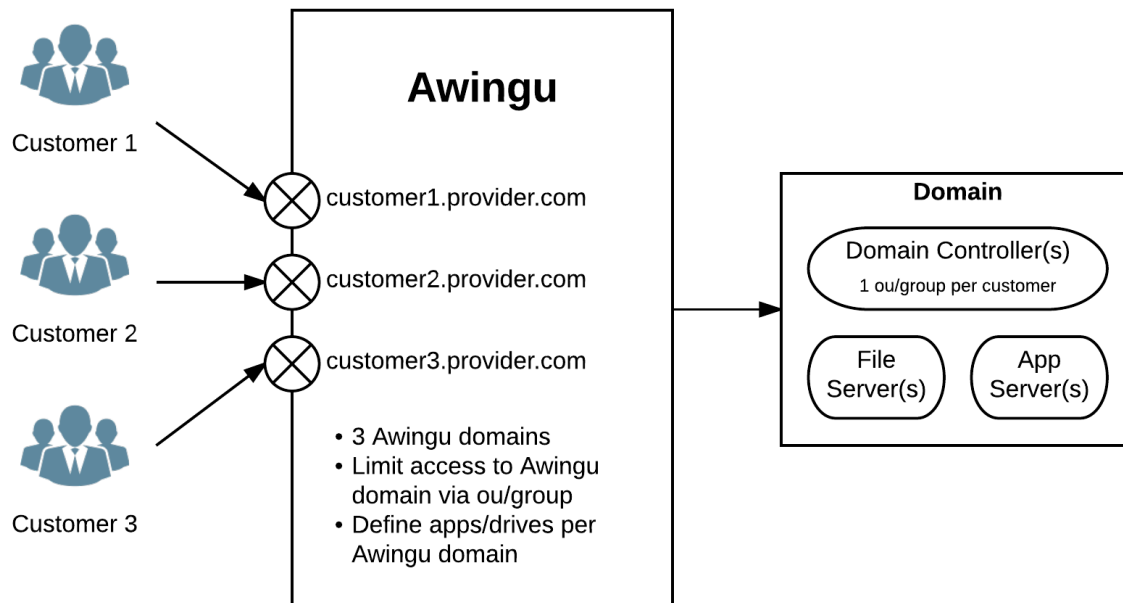 Awingu
Customer 1
customer1.provider.com
Customer 2
customer2.provider.com
Customer 3
customer3.provider.com
• 3 Awingu domains
• Limit access to Awingu
domain via ou/group
• Define apps/drives per
Awingu domain
Domain
Domain Controller(s)
1 ou/group per customer
File
Server(s)
App
Server(s)